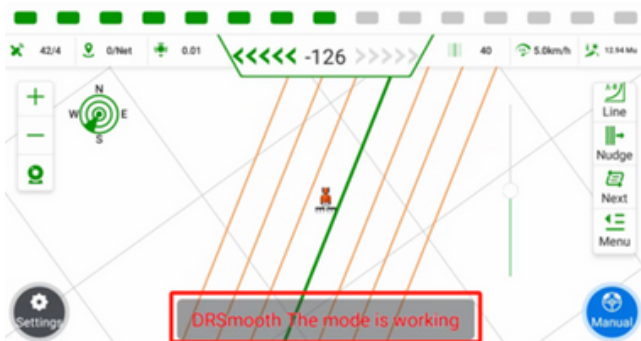 42/4 0/Net 0.01 <<<<< -126 >>>>> 40 5.0km/h 12.94 Mu
N
W E
S
Line
Nudge
Next
Menu
Settings
DRSmooth The mode is working
Manual